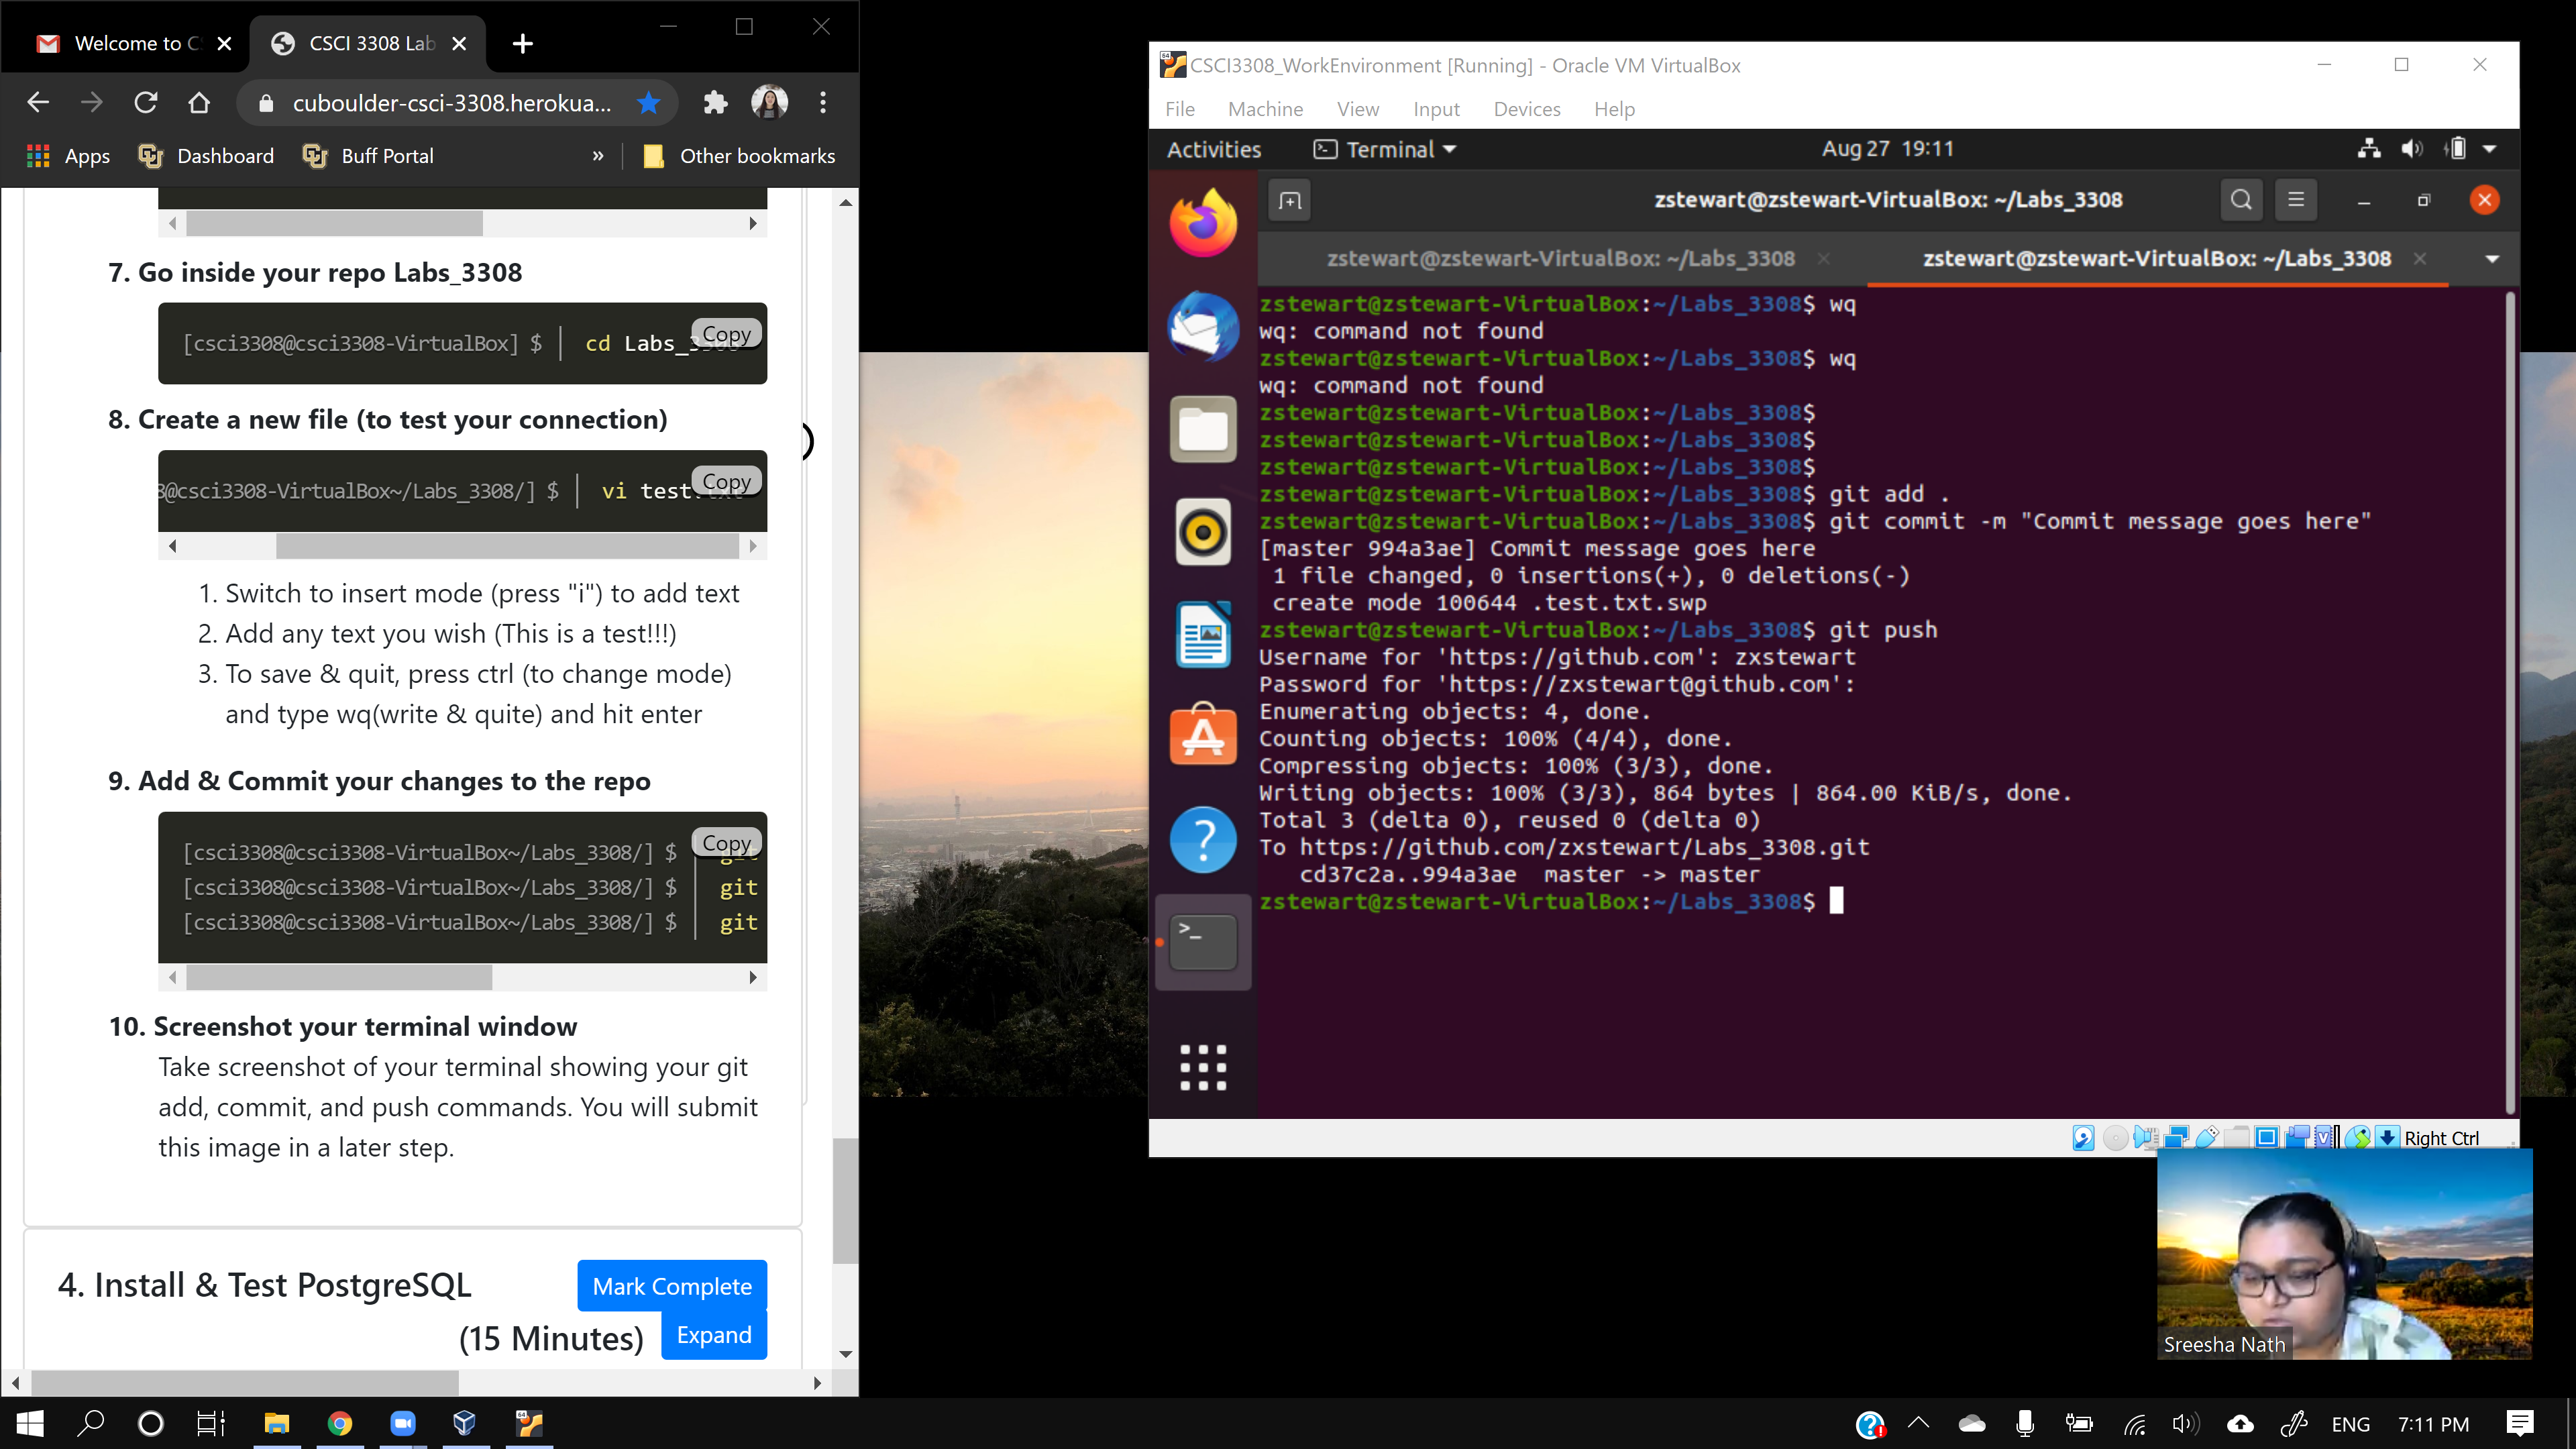 Welcome to C
CSCI 3308 Lab
cuboulder-csci-3308.herokua...
Apps
Dashboard
Buff Portal
»
Other bookmarks
7. Go inside your repo Labs_3308
[csci3308@csci3308-VirtualBox] $ | cd
Copy
8. Create a new file (to test your connection)
@csci3308-VirtualBox~/Labs_3308/] $ | vi
Copy
1. Switch to insert mode (press "i") to add text
2. Add any text you wish (This is a test!!!)
3. To save & quit, press ctrl (to change mode)
and type wq(write & quite) and hit enter
9. Add & Commit your changes to the repo
Copy
[csci3308@csci3308-VirtualBox~/Labs_3308/] $ git
[csci3308@csci3308-VirtualBox~/Labs_3308/] $ git
[csci3308@csci3308-VirtualBox~/Labs_3308/] $ git
10. Screenshot your terminal window
Take screenshot of your terminal showing your git
add, commit, and push commands. You will submit
this image in a later step.
4. Install & Test PostgreSQL
Mark Complete
(15 Minutes)
Expand
CSCI3308_WorkEnvironment [Running] - Oracle VM VirtualBox
File Machine View Input Devices Help
Activities
Terminal
Aug 27 19:11
zstewart@zstewart-VirtualBox: ~/Labs_3308
zstewart@zstewart-VirtualBox: ~/Labs_3308
zstewart@zstewart-VirtualBox: ~/Labs_3308
zstewart@zstewart-VirtualBox:~/Labs_3308$ wq
wq: command not found
zstewart@zstewart-VirtualBox:~/Labs_3308$ wq
wq: command not found
zstewart@zstewart-VirtualBox:~/Labs_3308$
zstewart@zstewart-VirtualBox:~/Labs_3308$
zstewart@zstewart-VirtualBox:~/Labs_3308$
zstewart@zstewart-VirtualBox:~/Labs_3308$ git add .
zstewart@zstewart-VirtualBox:~/Labs_3308$ git commit -m "Commit message goes here"
[master 994a3ae] Commit message goes here
1 file changed, 0 insertions(+), 0 deletions(-)
create mode 100644 .test.txt.swp
zstewart@zstewart-VirtualBox:~/Labs_3308$ git push
Username for 'https://github.com': zxstewart
Password for 'https://zxstewart@github.com':
Enumerating objects: 4, done.
Counting objects: 100% (4/4), done.
Compressing objects: 100% (3/3), done.
Writing objects: 100% (3/3), 864 bytes | 864.00 KiB/s, done.
Total 3 (delta 0), reused 0 (delta 0)
To https://github.com/zxstewart/Labs_3308.git
cd37c2a..994a3ae master -> master
zstewart@zstewart-VirtualBox:~/Labs_3308$
Right Ctrl
Sreesha Nath
ENG
7:11 PM